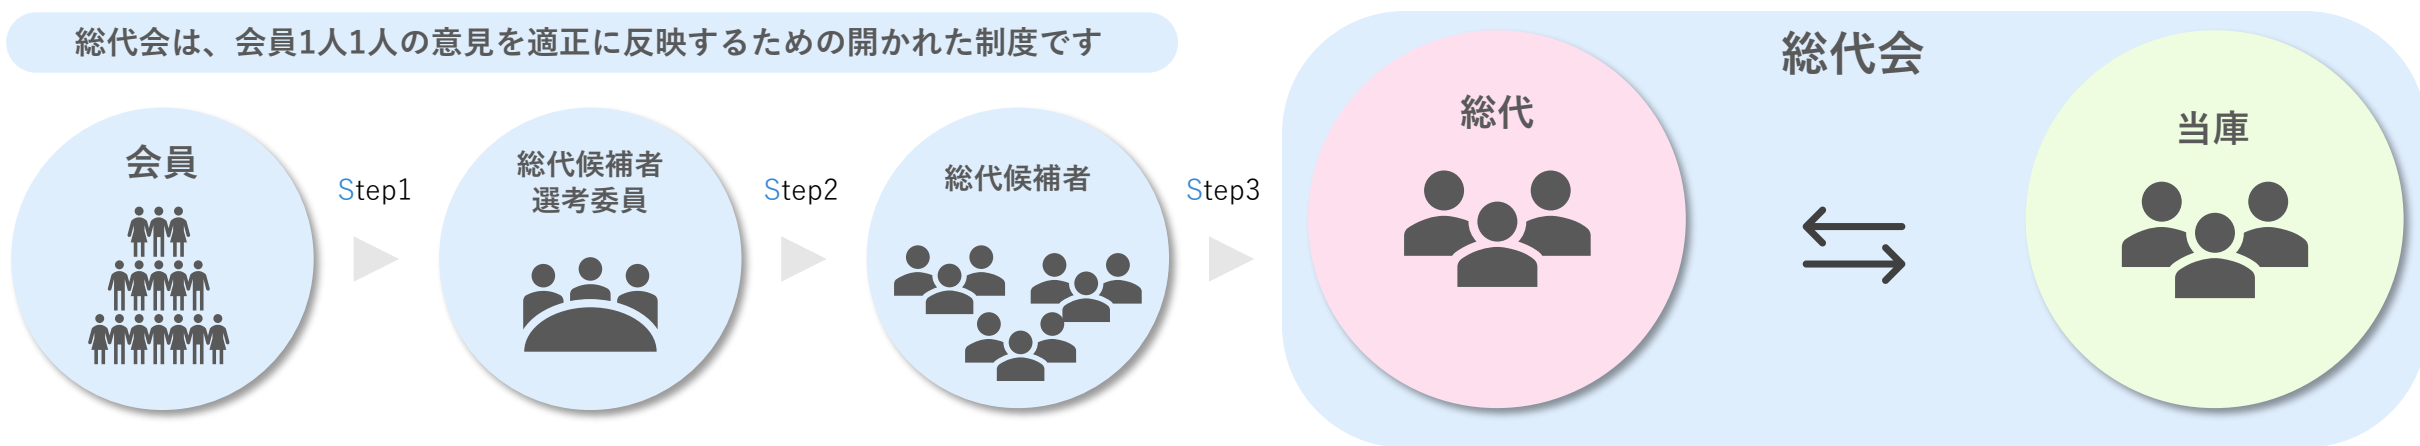 総代会は、会員1人1人の意見を適正に反映するための開かれた制度です
会員
Step1
総代候補者
選考委員
Step2
総代候補者
Step3
総代会
総代
当庫